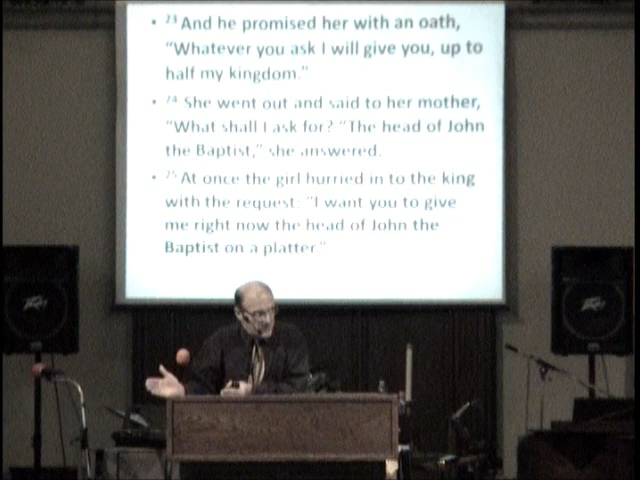 • 23 And he promised her with an oath,
"Whatever you ask I will give you, up to
half my kingdom."
• 24 She went out and said to her mother,
"What shall I ask for? "The head of John
the Baptist," she answered.
• 25 At once the girl hurried in to the king
with the request: "I want you to give
me right now the head of John the
Baptist on a platter."